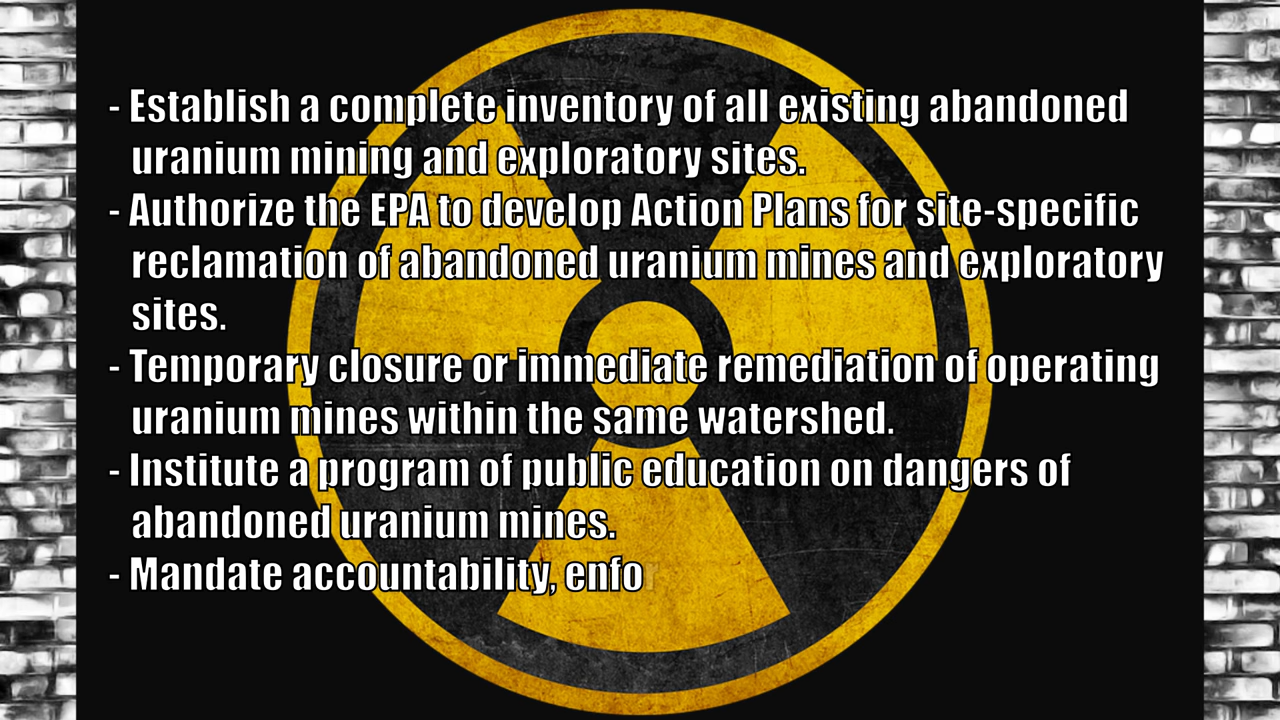 - Establish a complete inventory of all existing abandoned
uranium mining and exploratory sites.
- Authorize the EPA to develop Action Plans for site-specific
reclamation of abandoned uranium mines and exploratory
sites.
- Temporary closure or immediate remediation of operating
uranium mines within the same watershed.
- Institute a program of public education on dangers of
abandoned uranium mines.
- Mandate accountability, enfor